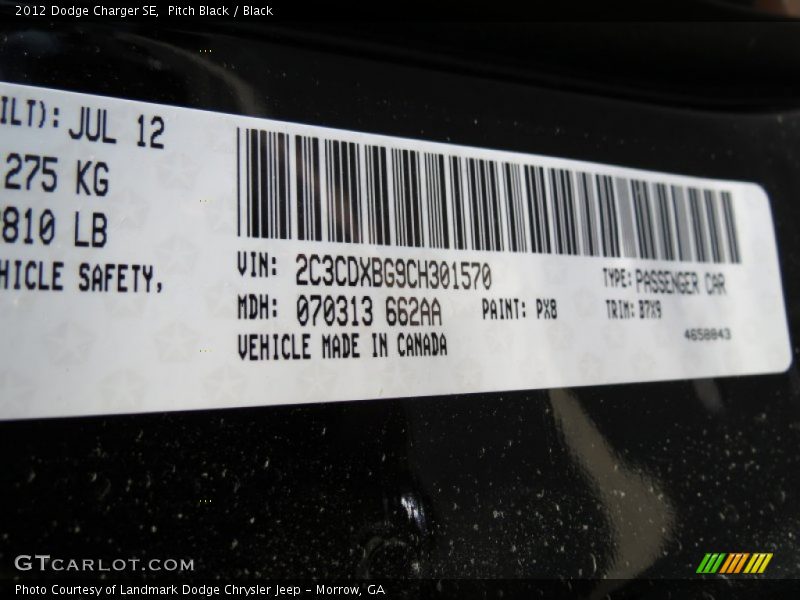 2012 Dodge Charger SE,  Pitch Black / Black
ILT): JUL 12
275 KG
810 LB
HICLE SAFETY,
VIN: 2C3CDXBG9CH301570
TYPE: PASSENGER CAR
MDH: 070313 662AA
PAINT: PX8
TRIM: B7X9
VEHICLE MADE IN CANADA
4658843
GTcarlot.com
Photo Courtesy of Landmark Dodge Chrysler Jeep – Morrow, GA